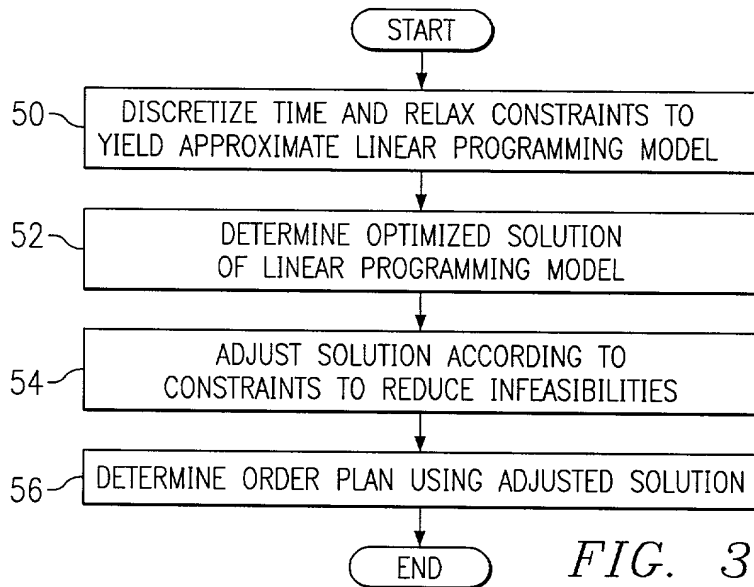 START
50
DISCRETIZE TIME AND RELAX CONSTRAINTS TO
YIELD APPROXIMATE LINEAR PROGRAMMING MODEL
52
DETERMINE OPTIMIZED SOLUTION
OF LINEAR PROGRAMMING MODEL
54
ADJUST SOLUTION ACCORDING TO
CONSTRAINTS TO REDUCE INFEASIBILITIES
56
DETERMINE ORDER PLAN USING ADJUSTED SOLUTION
END
FIG. 3